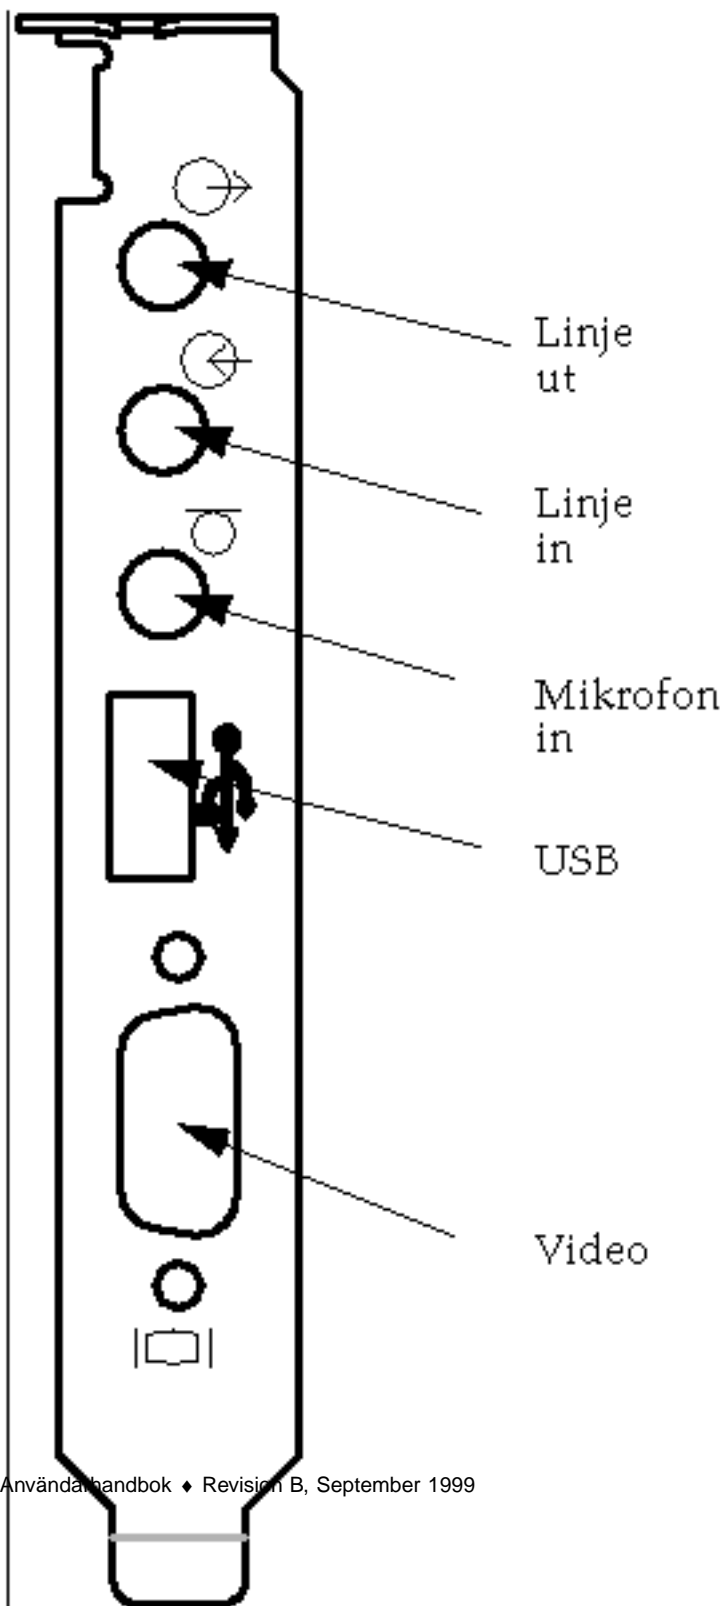 Linje
ut
Linje
in
Mikrofon
in
USB
Video
Användarhandbok ♦ Revision B, September 1999